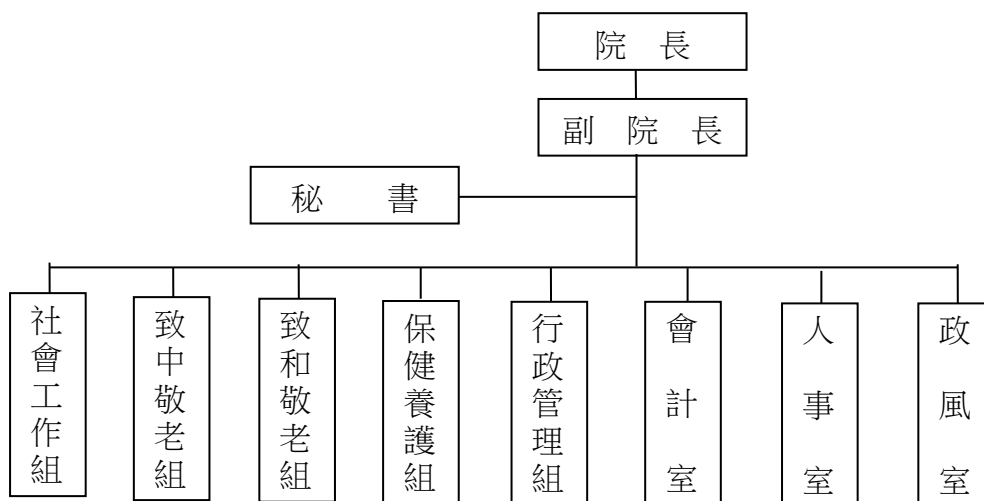 院 長
副 院 長
秘 書
社會工作組
致中敬老組
致和敬老組
保健養護組
行政管理組
會計室
人事室
政風室